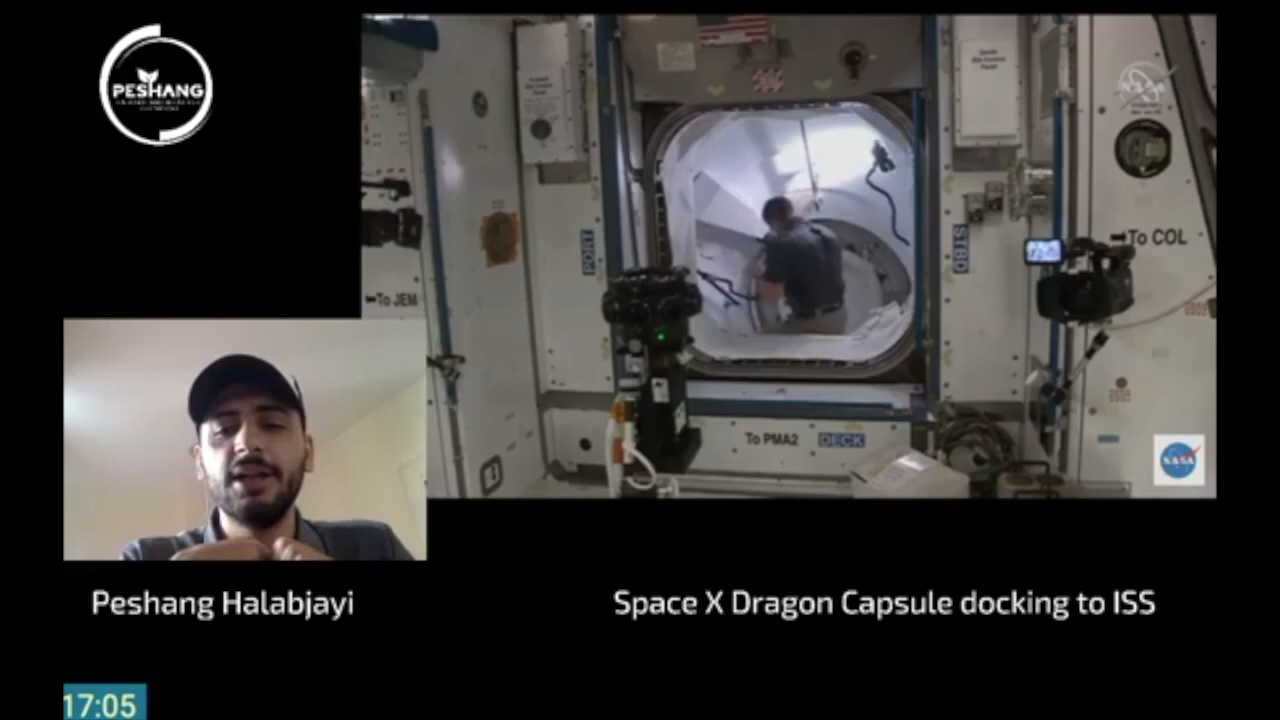 PESHANG
PORT
STBD
To COL
To JEM
To PMA2
DECK
NASA
Peshang Halabjayi
Space X Dragon Capsule docking to ISS
17:05